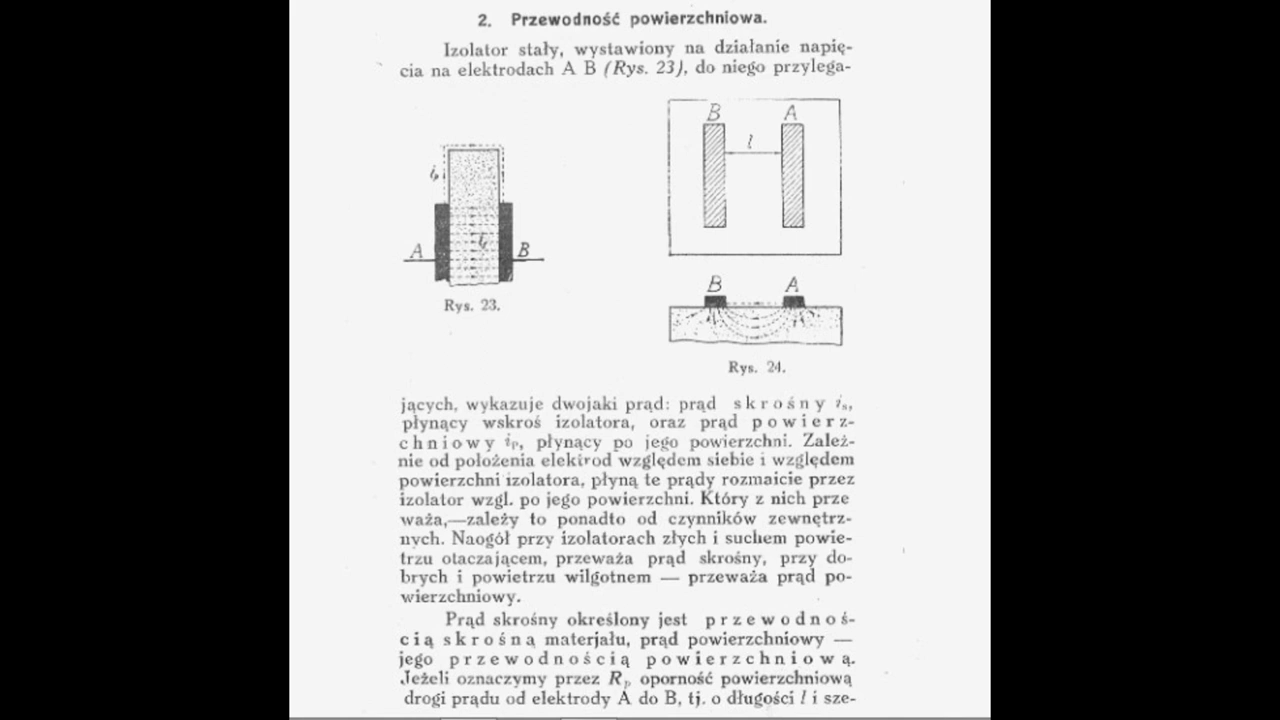 2. Przewodność powierzchniowa.
Izolator stały, wystawiony na działanie napię-
cia na elektrodach A B (Rys. 23), do niego przylega-
B A
l
iₚ
A
B
Rys. 23.
B A
Rys. 24.
jących, wykazuje dwojaki prąd: prąd skrośny iₛ,
płynący wskroś izolatora, oraz prąd powierz-
chniowy iₚ, płynący po jego powierzchni. Zależ-
nie od położenia elektrod względem siebie i względem
powierzchni izolatora, płyną te prądy rozmaicie przez
izolator wzgl. po jego powierzchni. Który z nich prze
waża,—zależy to ponadto od czynników zewnętrz-
nych. Naogół przy izolatorach złych i suchem powie-
trzu otaczającem, przeważa prąd skrośny, przy do-
brych i powietrzu wilgotnem — przeważa prąd po-
wierzchniowy.
Prąd skrośny określony jest przewodnoś-
cią skrośną materjału, prąd powierzchniowy —
jego przewodnością powierzchniową.
Jeżeli oznaczymy przez Rₚ oporność powierzchniową
drogi prądu od elektrody A do B, tj. o długości l i sze-